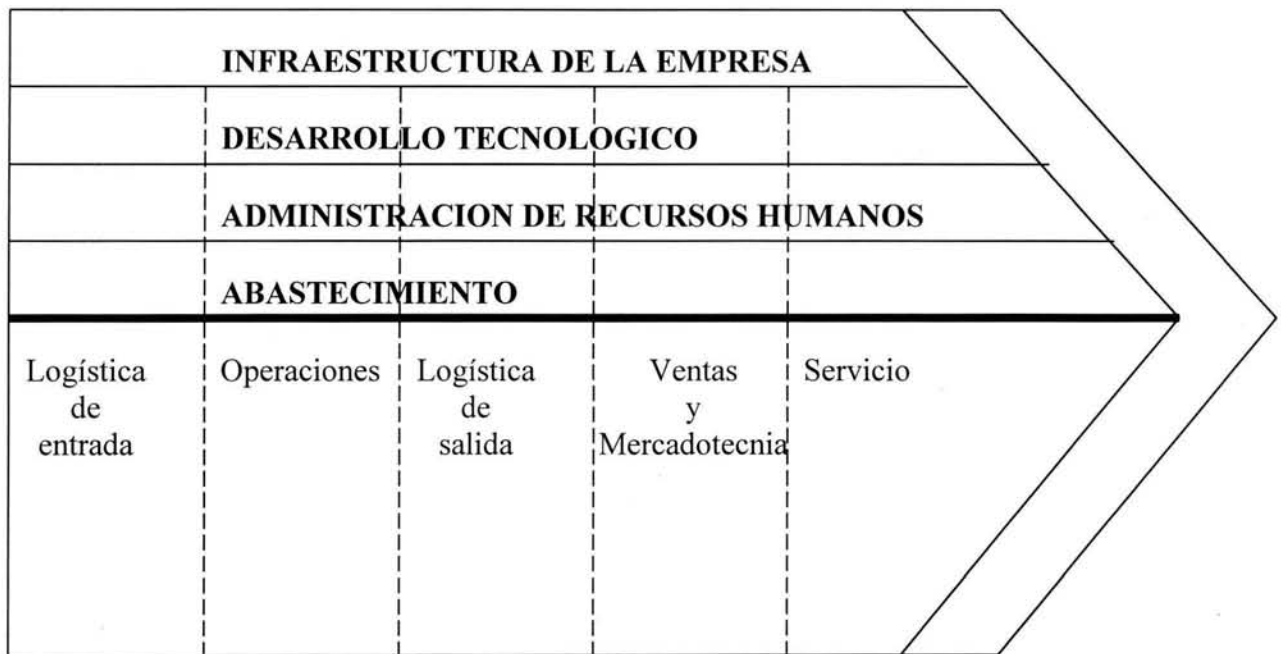 INFRAESTRUCTURA DE LA EMPRESA
DESARROLLO TECNOLOGICO
ADMINISTRACION DE RECURSOS HUMANOS
ABASTECIMIENTO
Logística
de
entrada
Operaciones
Logística
de
salida
Ventas
y
Mercadotecnia
Servicio